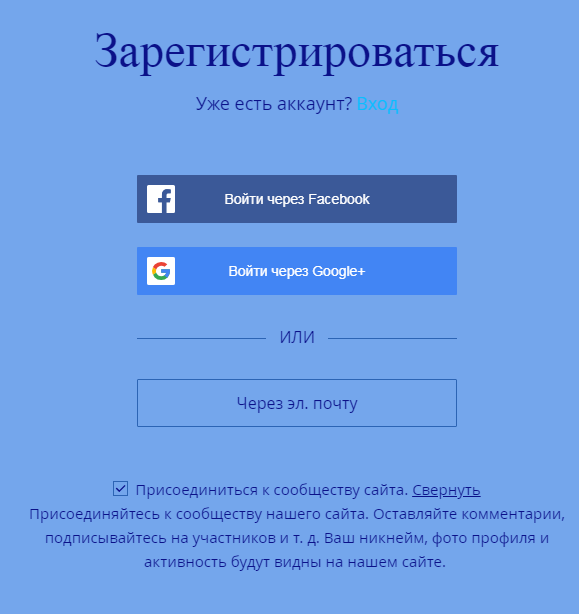 Зарегистрироваться
Уже есть аккаунт? Вход
Войти через Facebook
Войти через Google+
ИЛИ
Через эл. почту
Присоединиться к сообществу сайта. Свернуть
Присоединяйтесь к сообществу нашего сайта. Оставляйте комментарии,
подписывайтесь на участников и т. д. Ваш никнейм, фото профиля и
активность будут видны на нашем сайте.